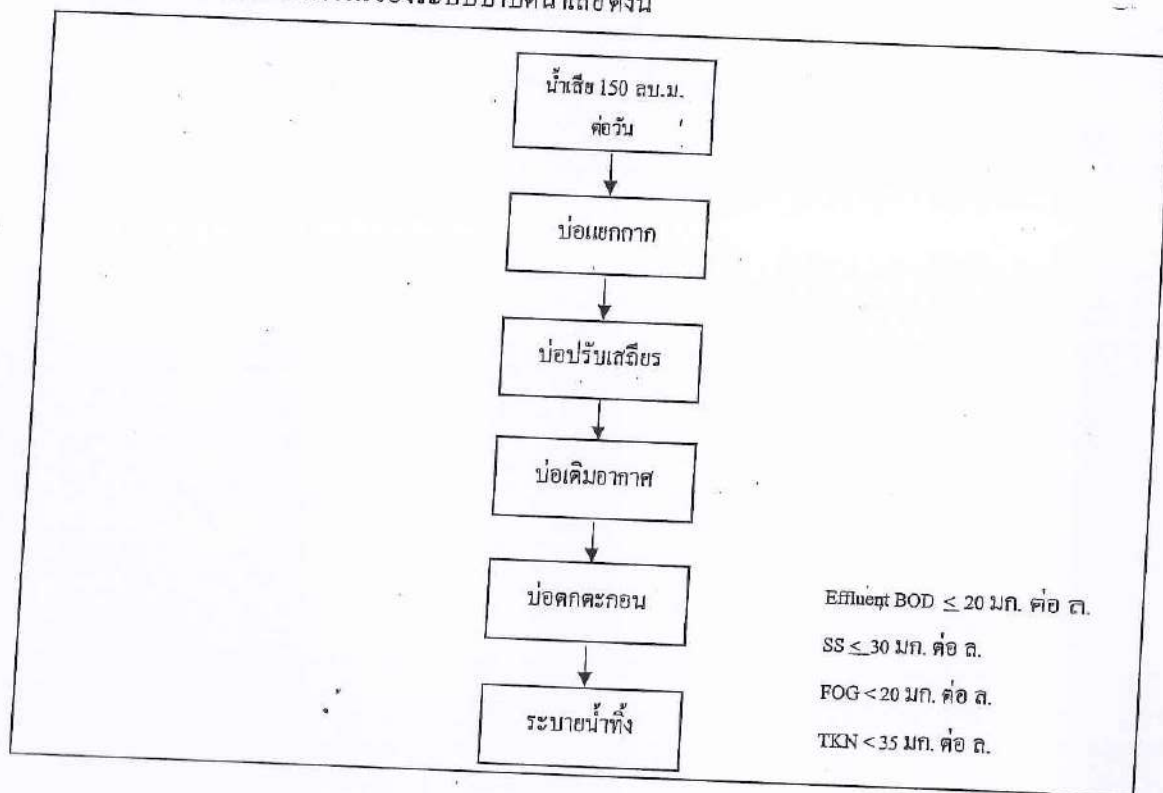 น้ำเสีย 150 ลบ.ม.
ต่อวัน
บ่อแยกกาก
บ่อปรับเสถียร
บ่อเติมอากาศ
บ่อตกตะกอน
ระบายน้ำทิ้ง
Effluent BOD ≤ 20 มก. ต่อ ล.
SS ≤ 30 มก. ต่อ ล.
FOG < 20 มก. ต่อ ล.
TKN < 35 มก. ต่อ ล.